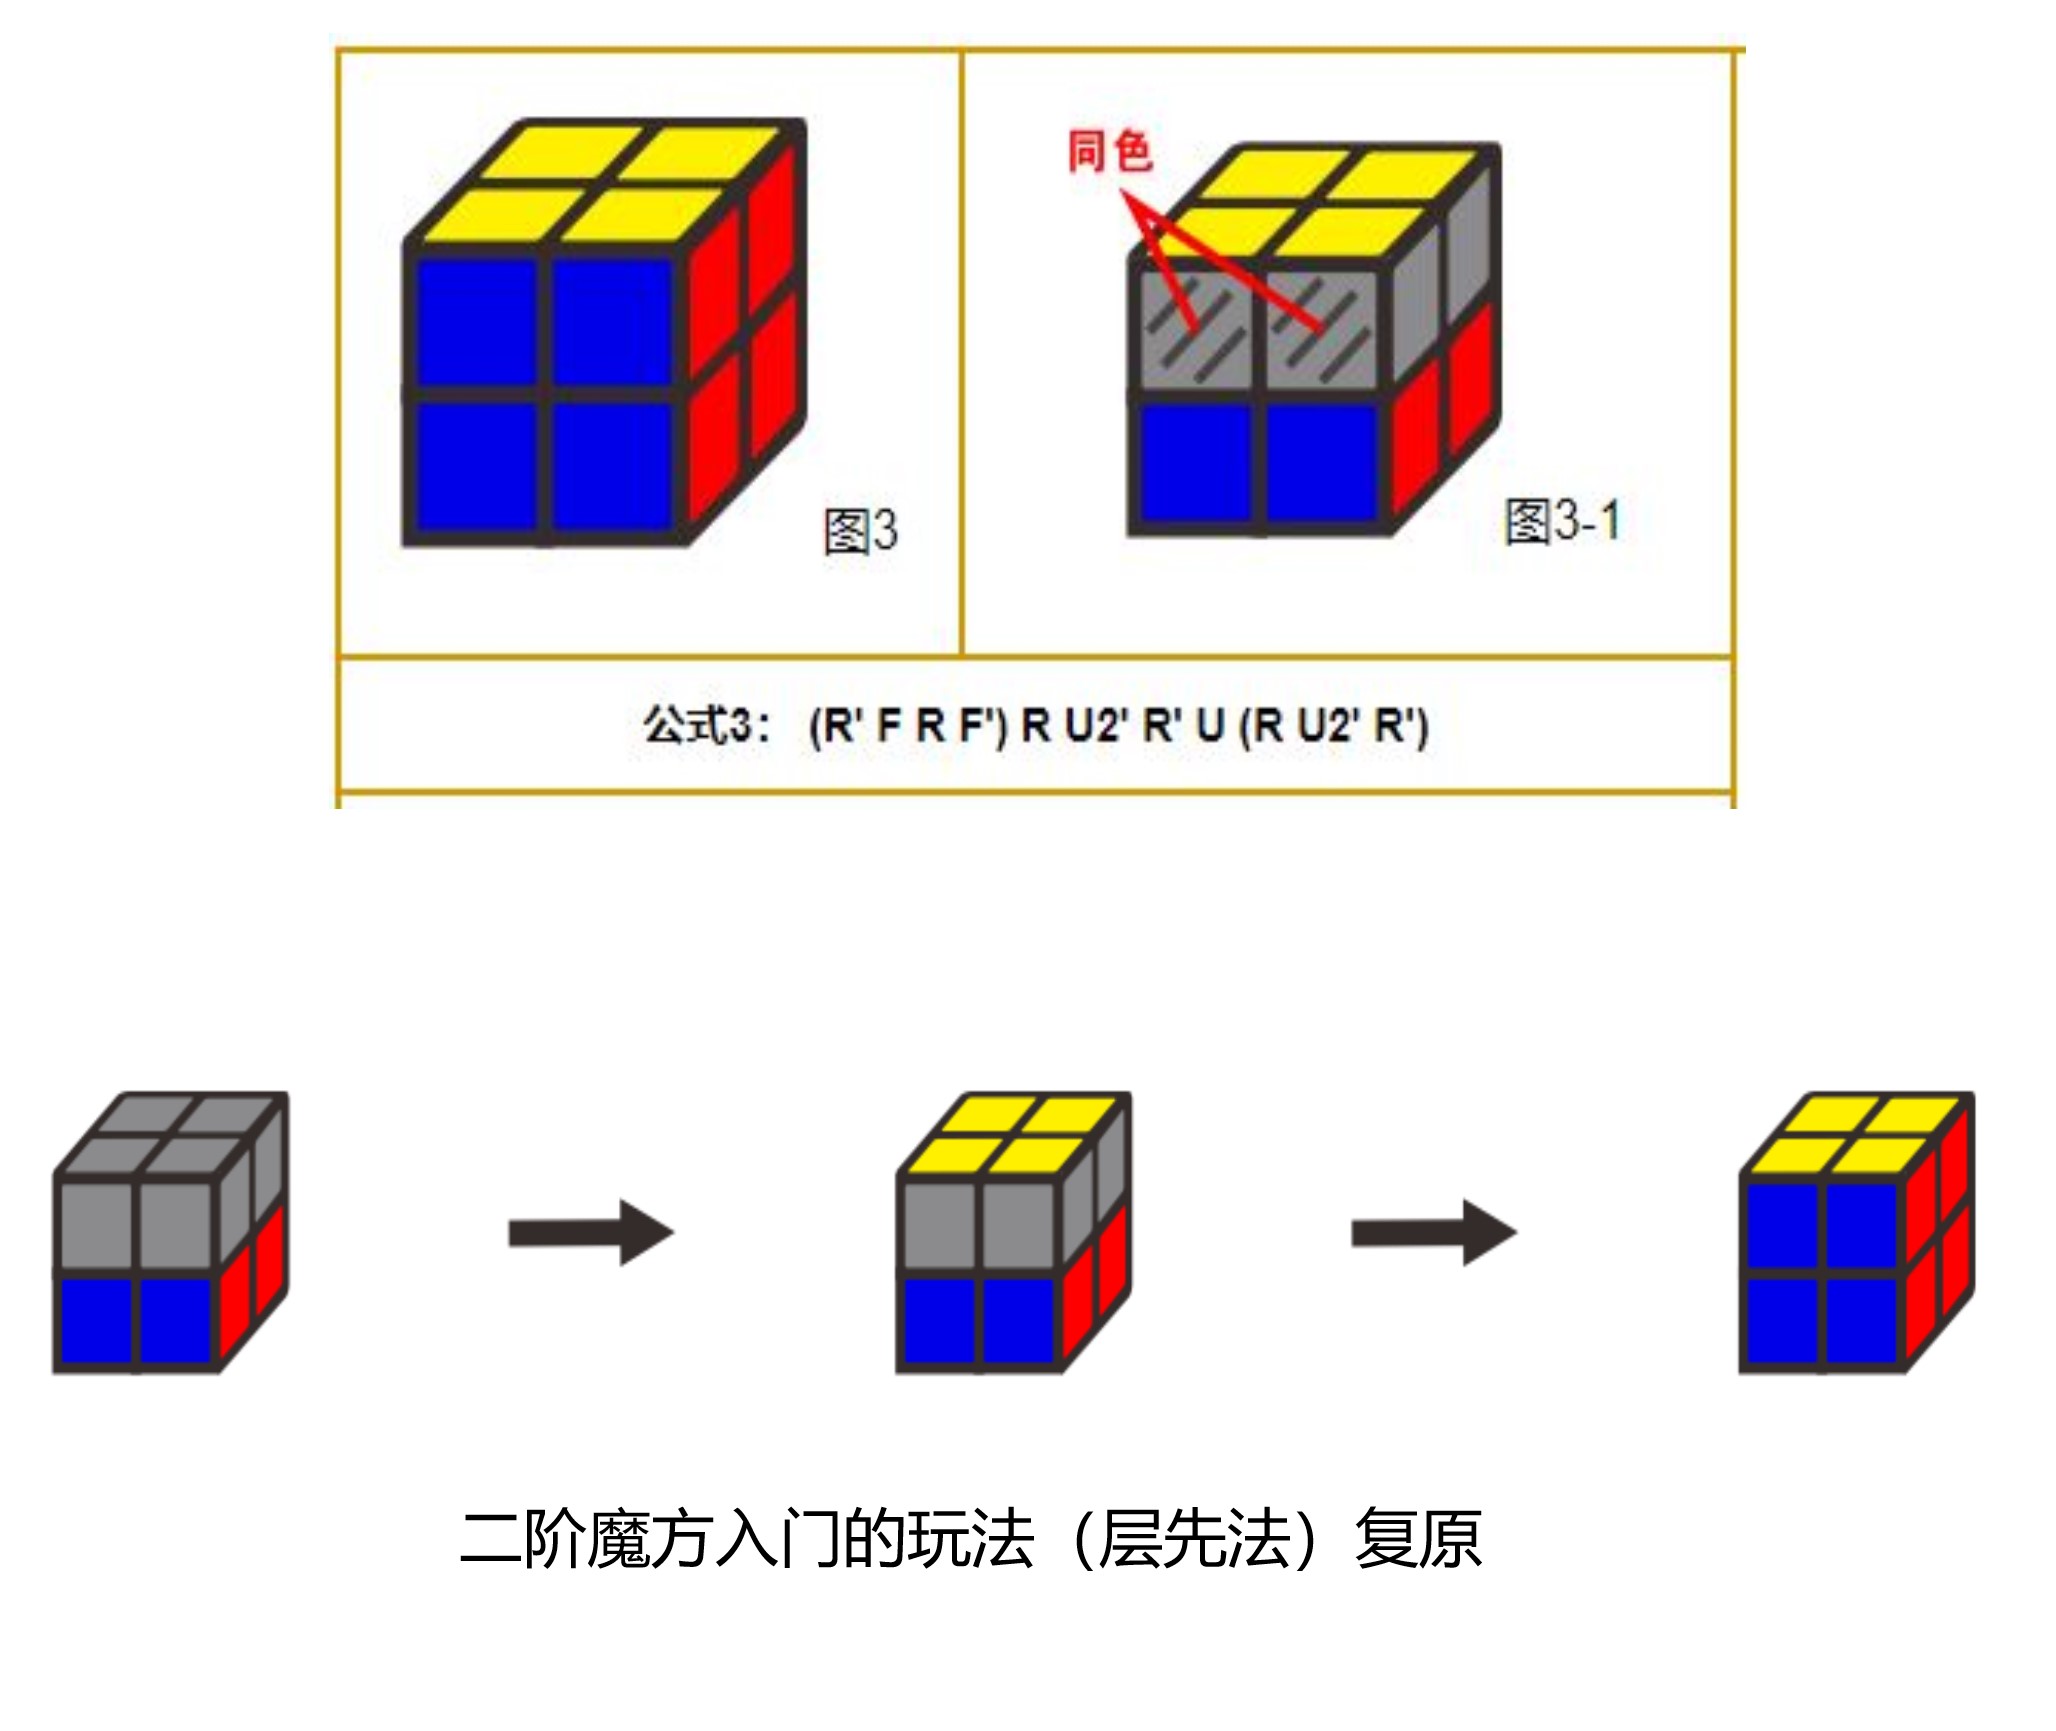 同色
图3
图3-1
公式3： (R' F R F') R U2' R' U (R U2' R')
二阶魔方入门的玩法（层先法）复原